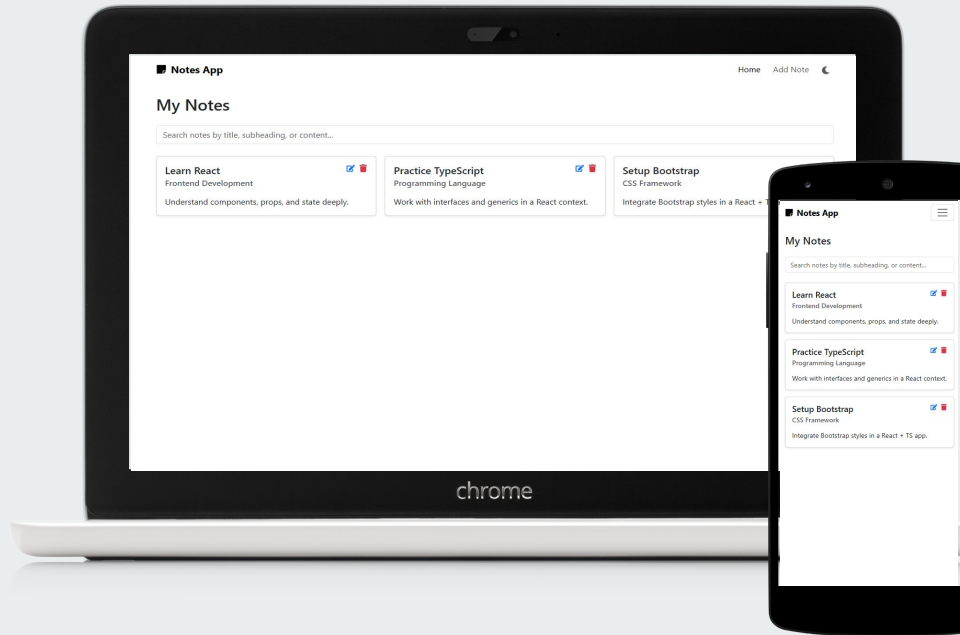 Notes App
Home Add Note
My Notes
Search notes by title, subheading, or content...
Learn React
Frontend Development
Understand components, props, and state deeply.
Practice TypeScript
Programming Language
Work with interfaces and generics in a React context.
Setup Bootstrap
CSS Framework
Integrate Bootstrap styles in a React +
chrome
Notes App
My Notes
Search notes by title, subheading, or content...
Learn React
Frontend Development
Understand components, props, and state deeply.
Practice TypeScript
Programming Language
Work with interfaces and generics in a React context.
Setup Bootstrap
CSS Framework
Integrate Bootstrap styles in a React + TS app.